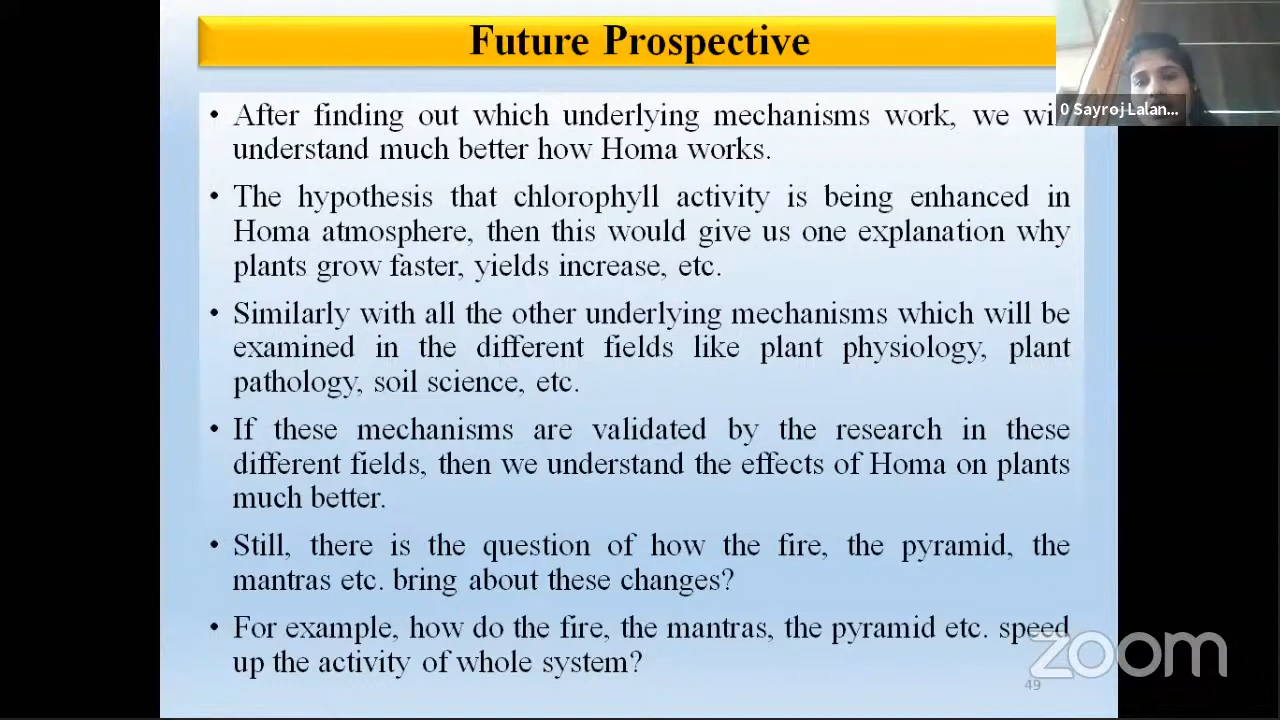 Future Prospective
0 Sayroj Lalan...
• After finding out which underlying mechanisms work, we wi
understand much better how Homa works.
• The hypothesis that chlorophyll activity is being enhanced in
Homa atmosphere, then this would give us one explanation why
plants grow faster, yields increase, etc.
• Similarly with all the other underlying mechanisms which will be
examined in the different fields like plant physiology, plant
pathology, soil science, etc.
• If these mechanisms are validated by the research in these
different fields, then we understand the effects of Homa on plants
much better.
• Still, there is the question of how the fire, the pyramid, the
mantras etc. bring about these changes?
• For example, how do the fire, the mantras, the pyramid etc. speed
up the activity of whole system?
zoom
49